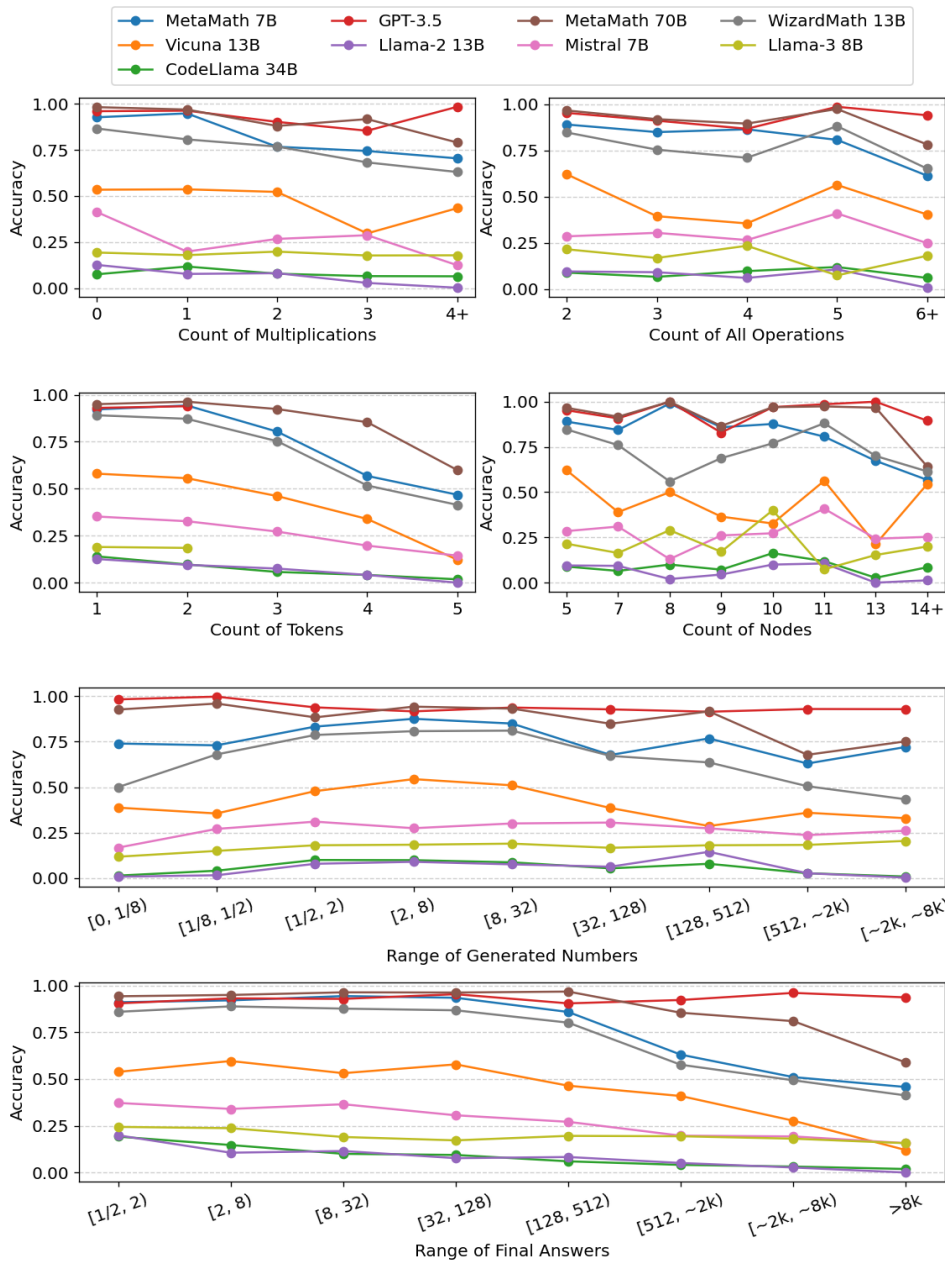 MetaMath 7B GPT-3.5 MetaMath 70B WizardMath 13B
Vicuna 13B Llama-2 13B Mistral 7B Llama-3 8B
CodeLlama 34B
1.00
0.75
0.50
0.25
0.00
Accuracy
0 1 2 3 4+
Count of Multiplications
1.00
0.75
0.50
0.25
0.00
Accuracy
2 3 4 5 6+
Count of All Operations
1.00
0.75
0.50
0.25
0.00
Accuracy
1 2 3 4 5
Count of Tokens
1.00
0.75
0.50
0.25
0.00
Accuracy
5 7 8 9 10 11 13 14+
Count of Nodes
1.00
0.75
0.50
0.25
0.00
Accuracy
[0, 1/8) [1/8, 1/2) [1/2, 2) [2, 8) [8, 32) [32, 128) [128, 512) [512, ~2k) [~2k, ~8k)
Range of Generated Numbers
1.00
0.75
0.50
0.25
0.00
Accuracy
[1/2, 2) [2, 8) [8, 32) [32, 128) [128, 512) [512, ~2k) [~2k, ~8k) >8k
Range of Final Answers